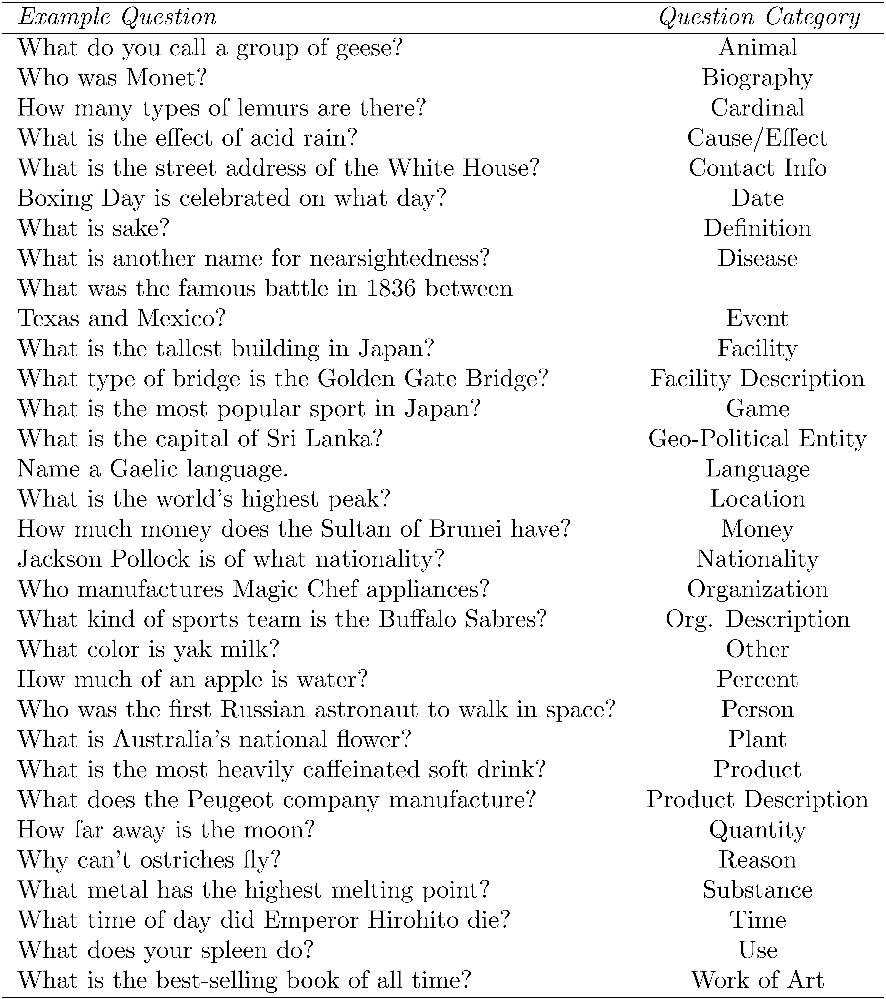 Example Question Question Category
What do you call a group of geese? Animal
Who was Monet? Biography
How many types of lemurs are there? Cardinal
What is the effect of acid rain? Cause/Effect
What is the street address of the White House? Contact Info
Boxing Day is celebrated on what day? Date
What is sake? Definition
What is another name for nearsightedness? Disease
What was the famous battle in 1836 between
Texas and Mexico? Event
What is the tallest building in Japan? Facility
What type of bridge is the Golden Gate Bridge? Facility Description
What is the most popular sport in Japan? Game
What is the capital of Sri Lanka? Geo-Political Entity
Name a Gaelic language. Language
What is the world's highest peak? Location
How much money does the Sultan of Brunei have? Money
Jackson Pollock is of what nationality? Nationality
Who manufactures Magic Chef appliances? Organization
What kind of sports team is the Buffalo Sabres? Org. Description
What color is yak milk? Other
How much of an apple is water? Percent
Who was the first Russian astronaut to walk in space? Person
What is Australia's national flower? Plant
What is the most heavily caffeinated soft drink? Product
What does the Peugeot company manufacture? Product Description
How far away is the moon? Quantity
Why can't ostriches fly? Reason
What metal has the highest melting point? Substance
What time of day did Emperor Hirohito die? Time
What does your spleen do? Use
What is the best-selling book of all time? Work of Art